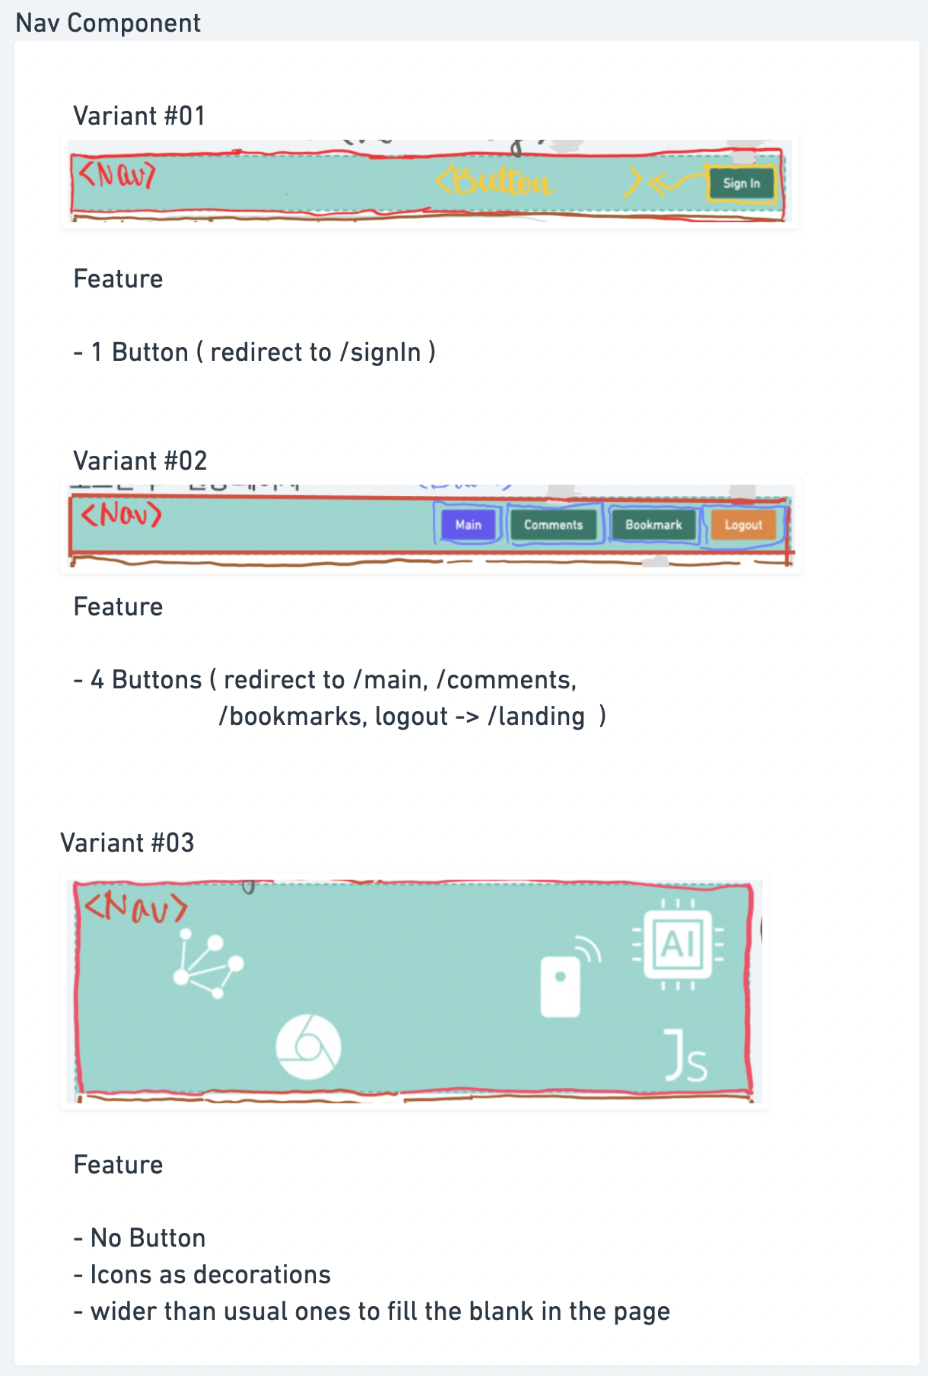 Nav Component
Variant #01
<Nav>
<Button >
Sign In
Feature
- 1 Button ( redirect to /signIn )
Variant #02
<Nav>
Main
Comments
Bookmark
Logout
Feature
- 4 Buttons ( redirect to /main, /comments,
/bookmarks, logout -> /landing )
Variant #03
<Nav>
AI
Js
Feature
- No Button
- Icons as decorations
- wider than usual ones to fill the blank in the page